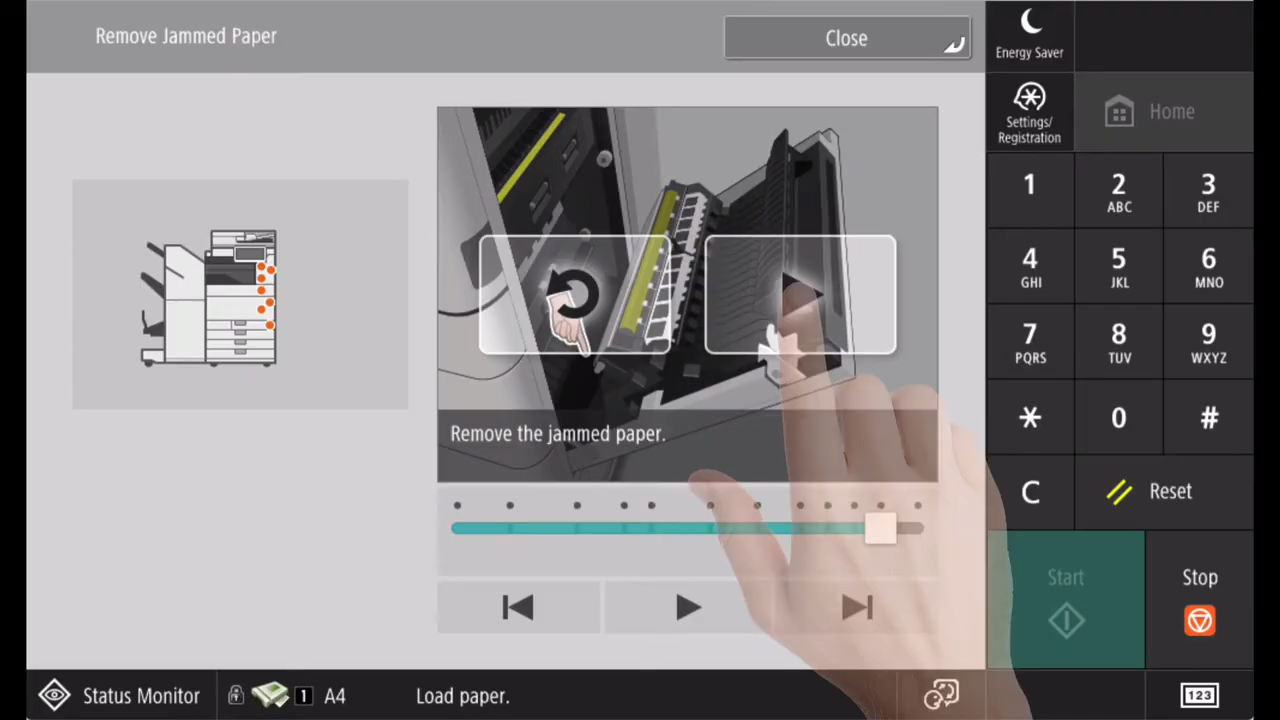 Remove Jammed Paper
Close
Energy Saver
Settings/
Registration
Home
1
2
ABC
3
DEF
4
GHI
5
JKL
6
MNO
7
PQRS
8
TUV
9
WXYZ
*
0
#
Remove the jammed paper.
C
Reset
Start
Stop
Status Monitor
1
A4
Load paper.
123